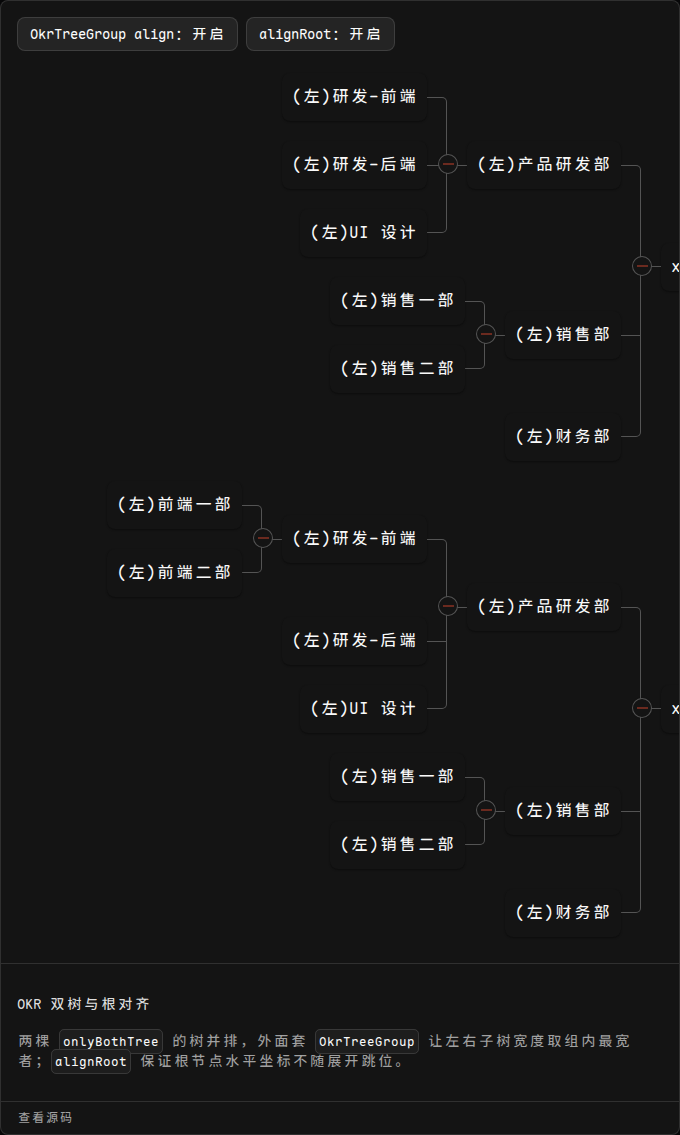 OkrTreeGroup align: 开启
alignRoot: 开启
(左)研发-前端
(左)研发-后端
(左)产品研发部
(左)UI 设计
x
(左)销售一部
(左)销售部
(左)销售二部
(左)财务部
(左)前端一部
(左)研发-前端
(左)前端二部
(左)产品研发部
(左)研发-后端
(左)UI 设计
x
(左)销售一部
(左)销售部
(左)销售二部
(左)财务部
OKR 双树与根对齐
两棵 onlyBothTree 的树并排，外面套 OkrTreeGroup 让左右子树宽度取组内最宽
者；alignRoot 保证根节点水平坐标不随展开跳位。
查看源码